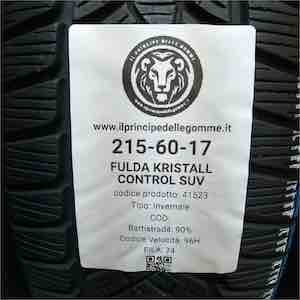 IL PRINCIPE DELLE GOMME
www.ilprincipedellegomme.it
215-60-17
FULDA KRISTALL
CONTROL SUV
codice prodotto: 41523
Tipo: Invernale
COD:
Battistrada: 90%
Codice Velocità: 96H
FILA: 24